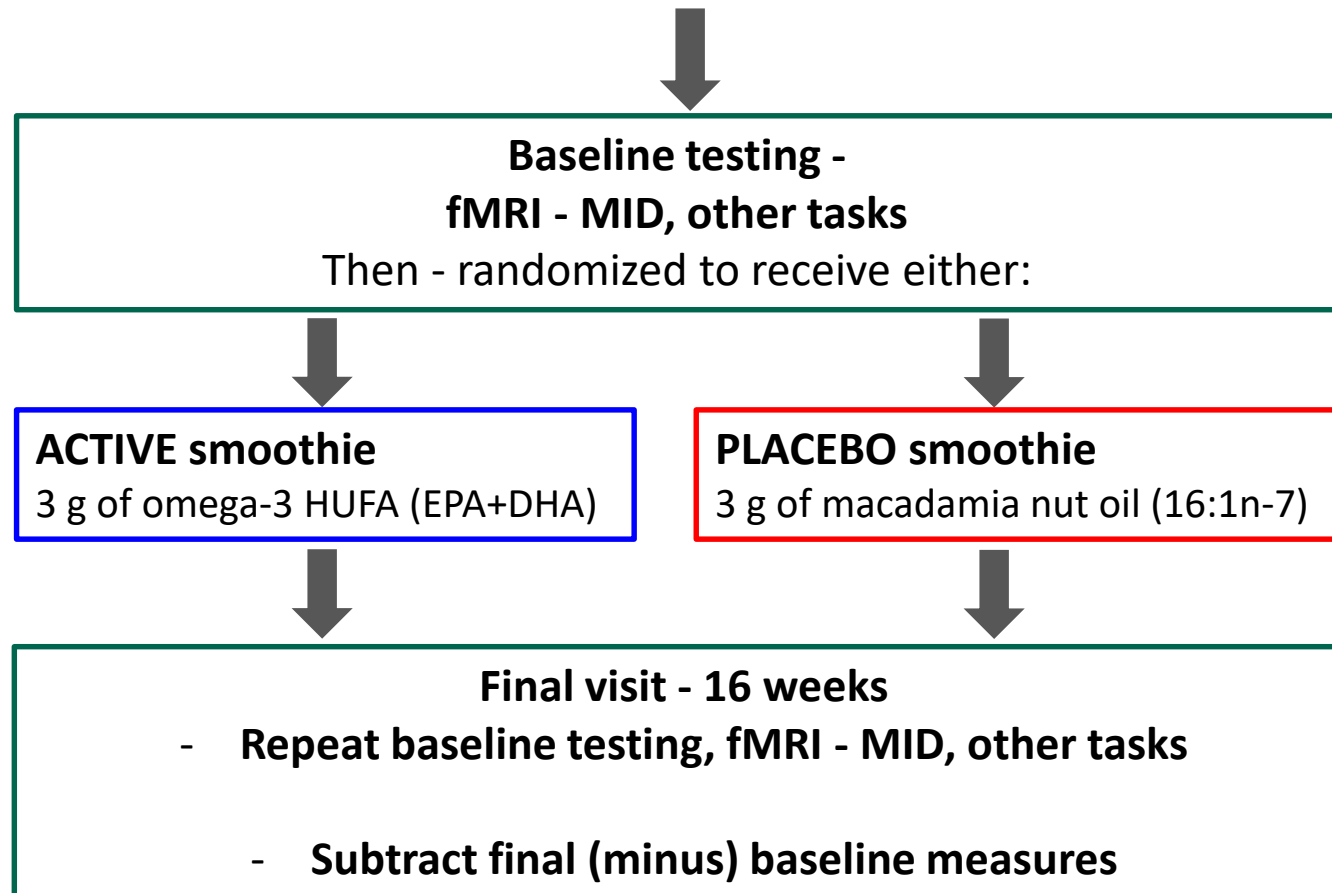 Baseline testing -
fMRI - MID, other tasks
Then - randomized to receive either:
ACTIVE smoothie
3 g of omega-3 HUFA (EPA+DHA)
PLACEBO smoothie
3 g of macadamia nut oil (16:1n-7)
Final visit - 16 weeks
- Repeat baseline testing, fMRI - MID, other tasks
- Subtract final (minus) baseline measures